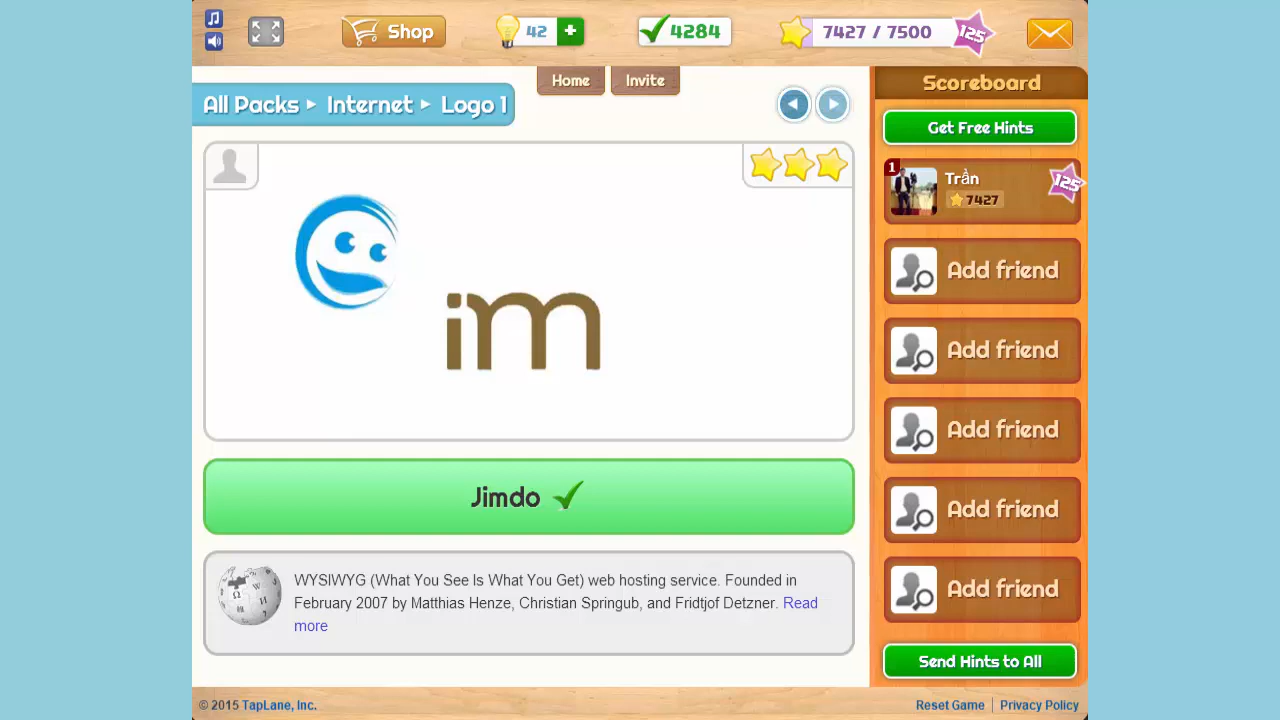 Shop
42
4284
7427 / 7500
125
Home
Invite
All Packs ▸ Internet ▸ Logo 1
Scoreboard
Get Free Hints
1
Trần
7427
125
im
Add friend
Add friend
Add friend
Jimdo
Add friend
Add friend
WYSIWYG (What You See Is What You Get) web hosting service. Founded in
February 2007 by Matthias Henze, Christian Springub, and Fridtjof Detzner. Read
more
Send Hints to All
© 2015 TapLane, Inc.
Reset Game | Privacy Policy